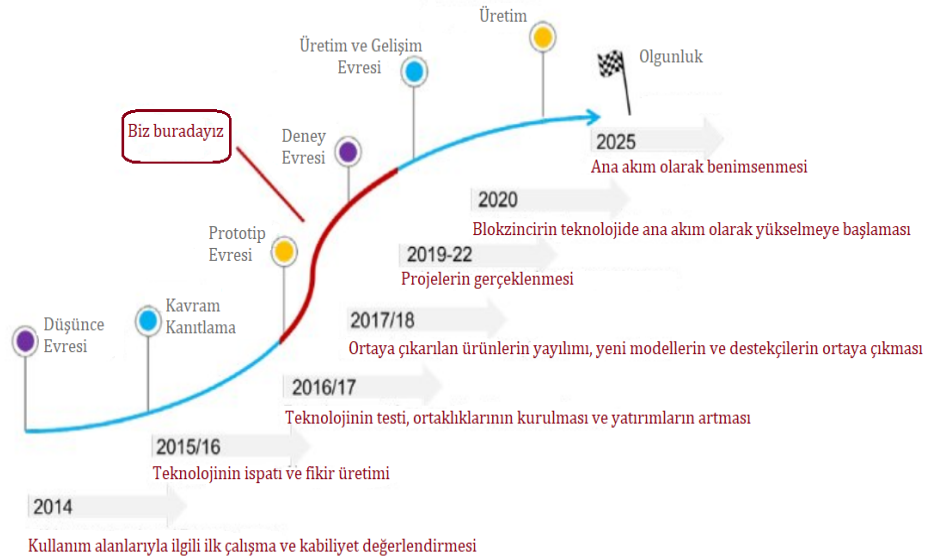 Üretim
Üretim ve Gelişim
Evresi
Olgunluk
Biz buradayız
Deney
Evresi
2025
Ana akım olarak benimsenmesi
2020
Blokzincirin teknolojide ana akım olarak yükselmeye başlaması
Prototip
Evresi
2019-22
Projelerin gerçeklenmesi
Kavram
Kanıtlama
Düşünce
Evresi
2017/18
Ortaya çıkarılan ürünlerin yayılımı, yeni modellerin ve destekçilerin ortaya çıkması
2016/17
Teknolojinin testi, ortaklıklarının kurulması ve yatırımların artması
2015/16
Teknolojinin ispatı ve fikir üretimi
2014
Kullanım alanlarıyla ilgili ilk çalışma ve kabiliyet değerlendirmesi